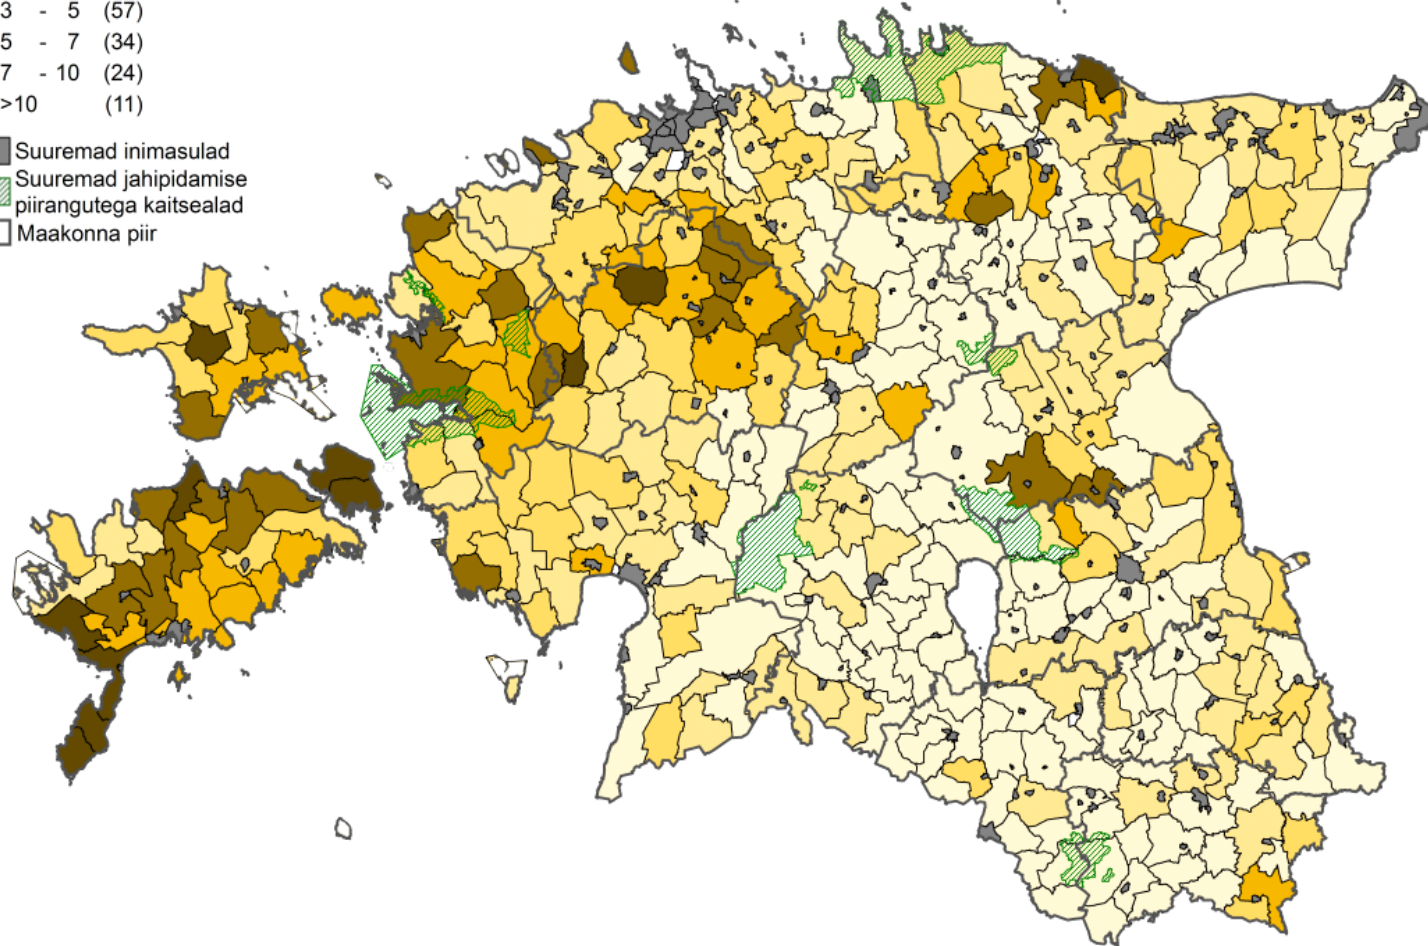 3 - 5 (57)
5 - 7 (34)
7 - 10 (24)
>10 (11)
Suuremad inimasulad
Suuremad jahipidamise
piirangutega kaitsealad
Maakonna piir